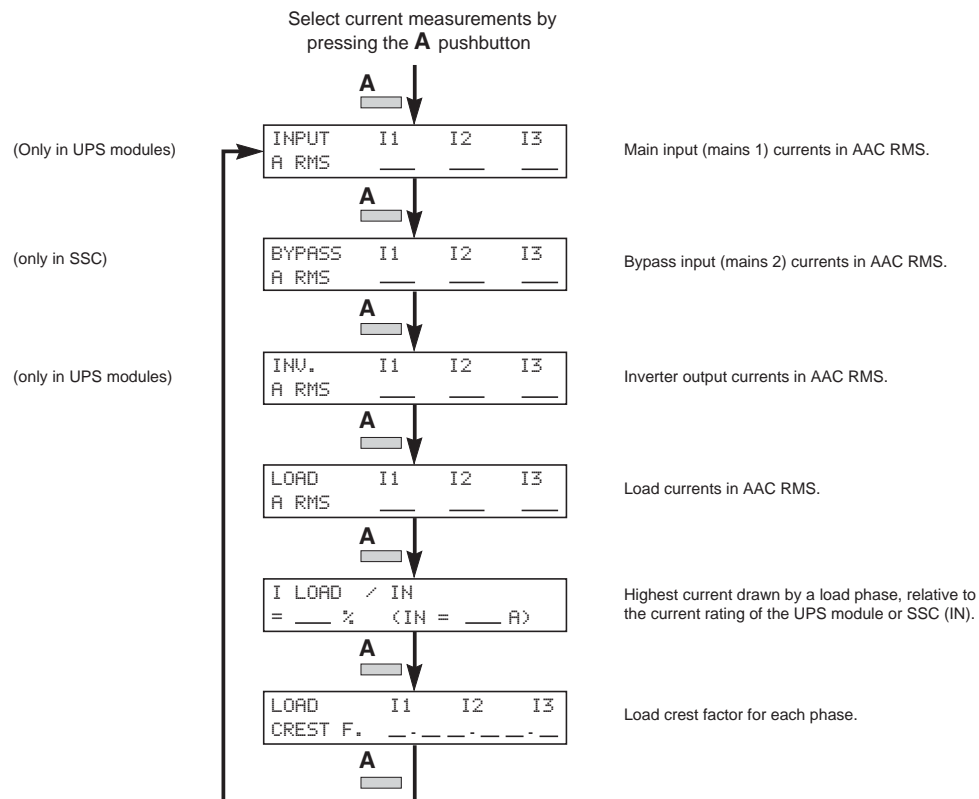 Select current measurements by
pressing the A pushbutton
A
(Only in UPS modules)
INPUT I1 I2 I3
A RMS ___ ___ ___
Main input (mains 1) currents in AAC RMS.
A
(only in SSC)
BYPASS I1 I2 I3
A RMS ___ ___ ___
Bypass input (mains 2) currents in AAC RMS.
A
(only in UPS modules)
INV. I1 I2 I3
A RMS ___ ___ ___
Inverter output currents in AAC RMS.
A
LOAD I1 I2 I3
A RMS ___ ___ ___
Load currents in AAC RMS.
A
I LOAD / IN
= ___ % (IN = ___ A)
Highest current drawn by a load phase, relative to
the current rating of the UPS module or SSC (IN).
A
LOAD I1 I2 I3
CREST F. _._ _._ _._
Load crest factor for each phase.
A